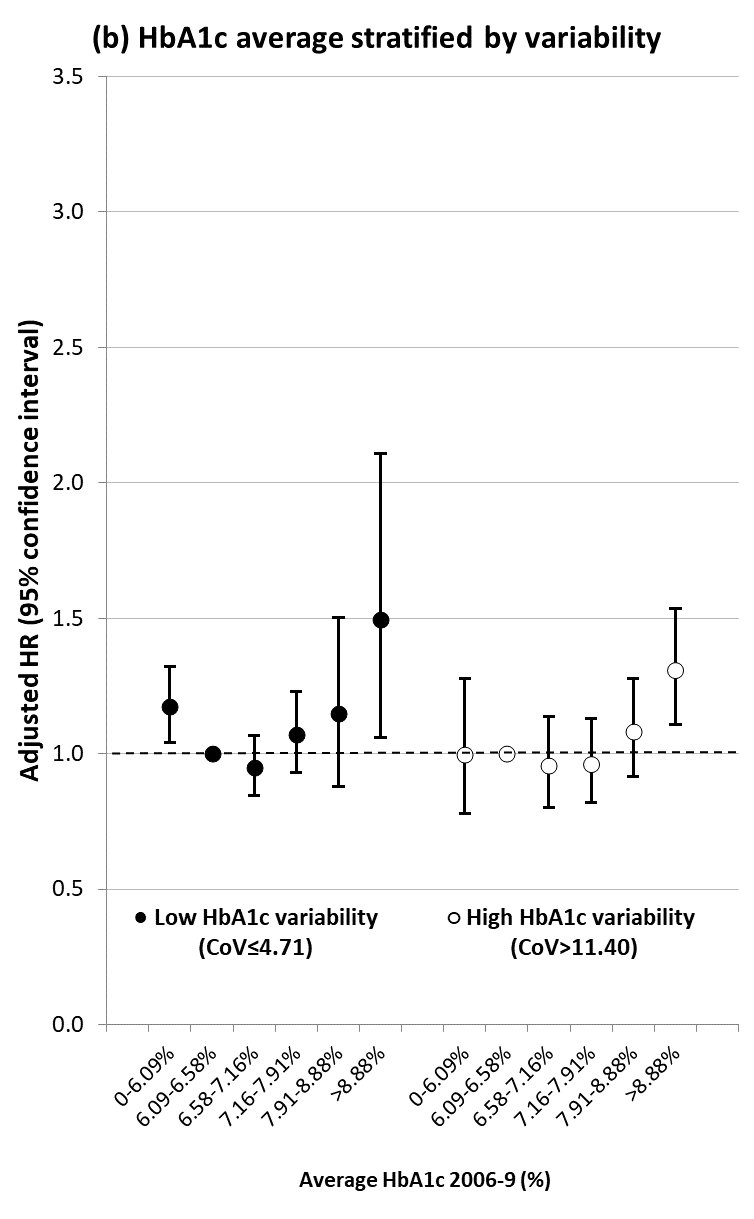 (b) HbA1c average stratified by variability
Adjusted HR (95% confidence interval)
3.5
3.0
2.5
2.0
1.5
1.0
0.5
0.0
Low HbA1c variability
(CoV≤4.71)
High HbA1c variability
(CoV>11.40)
0-6.09%
6.09-6.58%
6.58-7.16%
7.16-7.91%
7.91-8.88%
>8.88%
0-6.09%
6.09-6.58%
6.58-7.16%
7.16-7.91%
7.91-8.88%
>8.88%
Average HbA1c 2006-9 (%)